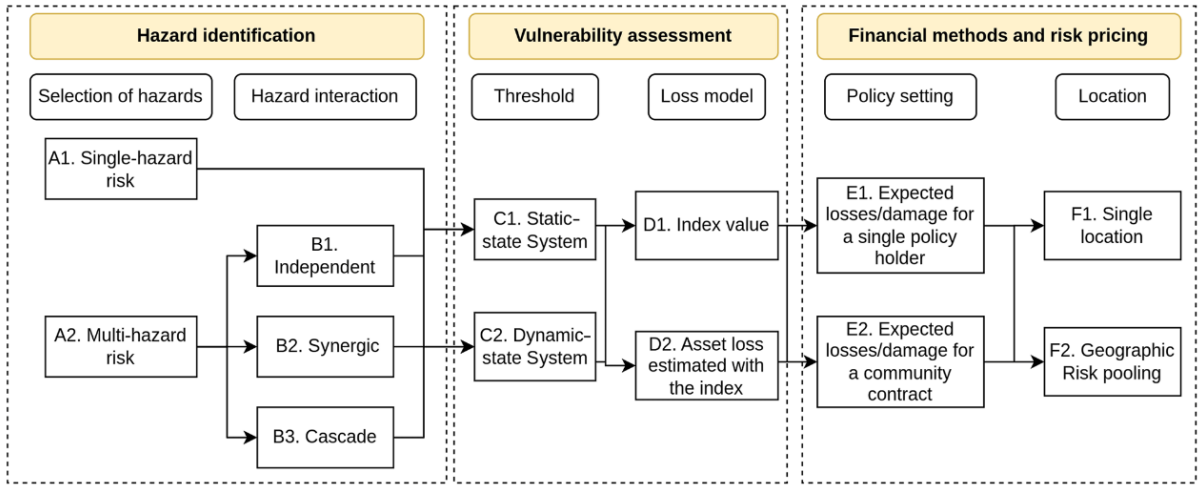 Hazard identification
Vulnerability assessment
Financial methods and risk pricing
Selection of hazards
Hazard interaction
Threshold
Loss model
Policy setting
Location
A1. Single-hazard
risk
A2. Multi-hazard
risk
B1.
Independent
B2. Synergic
B3. Cascade
C1. Static-
state System
C2. Dynamic-
state System
D1. Index value
D2. Asset loss
estimated with
the index
E1. Expected
losses/damage for
a single policy
holder
E2. Expected
losses/damage for
a community
contract
F1. Single
location
F2. Geographic
Risk pooling